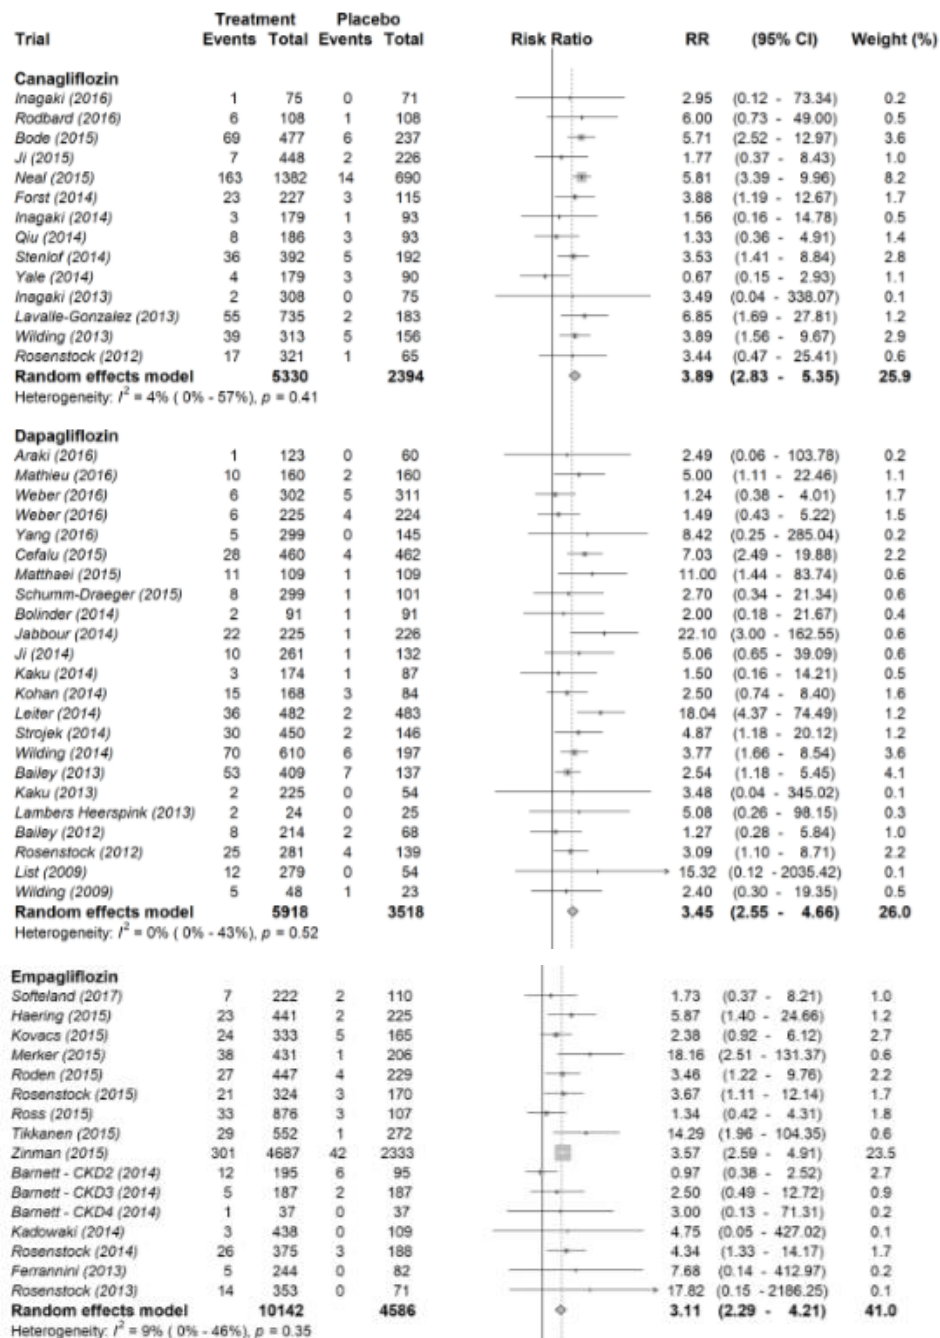 Treatment Placebo
Trial Events Total Events Total Risk Ratio RR (95% CI) Weight (%)
Canagliflozin
Inagaki (2016) 1 75 0 71 2.95 (0.12 - 73.34) 0.2
Rodbard (2016) 6 108 1 108 6.00 (0.73 - 49.00) 0.5
Bode (2015) 69 477 6 237 5.71 (2.52 - 12.97) 3.6
Ji (2015) 7 448 2 226 1.77 (0.37 - 8.43) 1.0
Neal (2015) 163 1382 14 690 5.81 (3.39 - 9.96) 8.2
Forst (2014) 23 227 3 115 3.88 (1.19 - 12.67) 1.7
Inagaki (2014) 3 179 1 93 1.56 (0.16 - 14.78) 0.5
Qiu (2014) 8 186 3 93 1.33 (0.36 - 4.91) 1.4
Stenlof (2014) 36 392 5 192 3.53 (1.41 - 8.84) 2.8
Yale (2014) 4 179 3 90 0.67 (0.15 - 2.93) 1.1
Inagaki (2013) 2 308 0 75 3.49 (0.04 - 338.07) 0.1
Lavalle-Gonzalez (2013) 55 735 2 183 6.85 (1.69 - 27.81) 1.2
Wilding (2013) 39 313 5 156 3.89 (1.56 - 9.67) 2.9
Rosenstock (2012) 17 321 1 65 3.44 (0.47 - 25.41) 0.6
Random effects model 5330 2394 3.89 (2.83 - 5.35) 25.9
Heterogeneity: I² = 4% ( 0% - 57%), p = 0.41
Dapagliflozin
Araki (2016) 1 123 0 60 2.49 (0.06 - 103.78) 0.2
Mathieu (2016) 10 160 2 160 5.00 (1.11 - 22.46) 1.1
Weber (2016) 6 302 5 311 1.24 (0.38 - 4.01) 1.7
Weber (2016) 6 225 4 224 1.49 (0.43 - 5.22) 1.5
Yang (2016) 5 299 0 145 8.42 (0.25 - 285.04) 0.2
Cefalu (2015) 28 460 4 462 7.03 (2.49 - 19.88) 2.2
Matthaei (2015) 11 109 1 109 11.00 (1.44 - 83.74) 0.6
Schumm-Draeger (2015) 8 299 1 101 2.70 (0.34 - 21.34) 0.6
Bolinder (2014) 2 91 1 91 2.00 (0.18 - 21.67) 0.4
Jabbour (2014) 22 225 1 226 22.10 (3.00 - 162.55) 0.6
Ji (2014) 10 261 1 132 5.06 (0.65 - 39.09) 0.6
Kaku (2014) 3 174 1 87 1.50 (0.16 - 14.21) 0.5
Kohan (2014) 15 168 3 84 2.50 (0.74 - 8.40) 1.6
Leiter (2014) 36 482 2 483 18.04 (4.37 - 74.49) 1.2
Strojek (2014) 30 450 2 146 4.87 (1.18 - 20.12) 1.2
Wilding (2014) 70 610 6 197 3.77 (1.66 - 8.54) 3.6
Bailey (2013) 53 409 7 137 2.54 (1.18 - 5.45) 4.1
Kaku (2013) 2 225 0 54 3.48 (0.04 - 345.02) 0.1
Lambers Heerspink (2013) 2 24 0 25 5.08 (0.26 - 98.15) 0.3
Bailey (2012) 8 214 2 68 1.27 (0.28 - 5.84) 1.0
Rosenstock (2012) 25 281 4 139 3.09 (1.10 - 8.71) 2.2
List (2009) 12 279 0 54 15.32 (0.12 - 2035.42) 0.1
Wilding (2009) 5 48 1 23 2.40 (0.30 - 19.35) 0.5
Random effects model 5918 3518 3.45 (2.55 - 4.66) 26.0
Heterogeneity: I² = 0% ( 0% - 43%), p = 0.52
Empagliflozin
Softeland (2017) 7 222 2 110 1.73 (0.37 - 8.21) 1.0
Haering (2015) 23 441 2 225 5.87 (1.40 - 24.66) 1.2
Kovacs (2015) 24 333 5 165 2.38 (0.92 - 6.12) 2.7
Merker (2015) 38 431 1 206 18.16 (2.51 - 131.37) 0.6
Roden (2015) 27 447 4 229 3.46 (1.22 - 9.76) 2.2
Rosenstock (2015) 21 324 3 170 3.67 (1.11 - 12.14) 1.7
Ross (2015) 33 876 3 107 1.34 (0.42 - 4.31) 1.8
Tikkanen (2015) 29 552 1 272 14.29 (1.96 - 104.35) 0.6
Zinman (2015) 301 4687 42 2333 3.57 (2.59 - 4.91) 23.5
Barnett - CKD2 (2014) 12 195 6 95 0.97 (0.38 - 2.52) 2.7
Barnett - CKD3 (2014) 5 187 2 187 2.50 (0.49 - 12.72) 0.9
Barnett - CKD4 (2014) 1 37 0 37 3.00 (0.13 - 71.31) 0.2
Kadowaki (2014) 3 438 0 109 4.75 (0.05 - 427.02) 0.1
Rosenstock (2014) 26 375 3 188 4.34 (1.33 - 14.17) 1.7
Ferrannini (2013) 5 244 0 82 7.68 (0.14 - 412.97) 0.2
Rosenstock (2013) 14 353 0 71 17.82 (0.15 - 2186.25) 0.1
Random effects model 10142 4586 3.11 (2.29 - 4.21) 41.0
Heterogeneity: I² = 9% ( 0% - 46%), p = 0.35